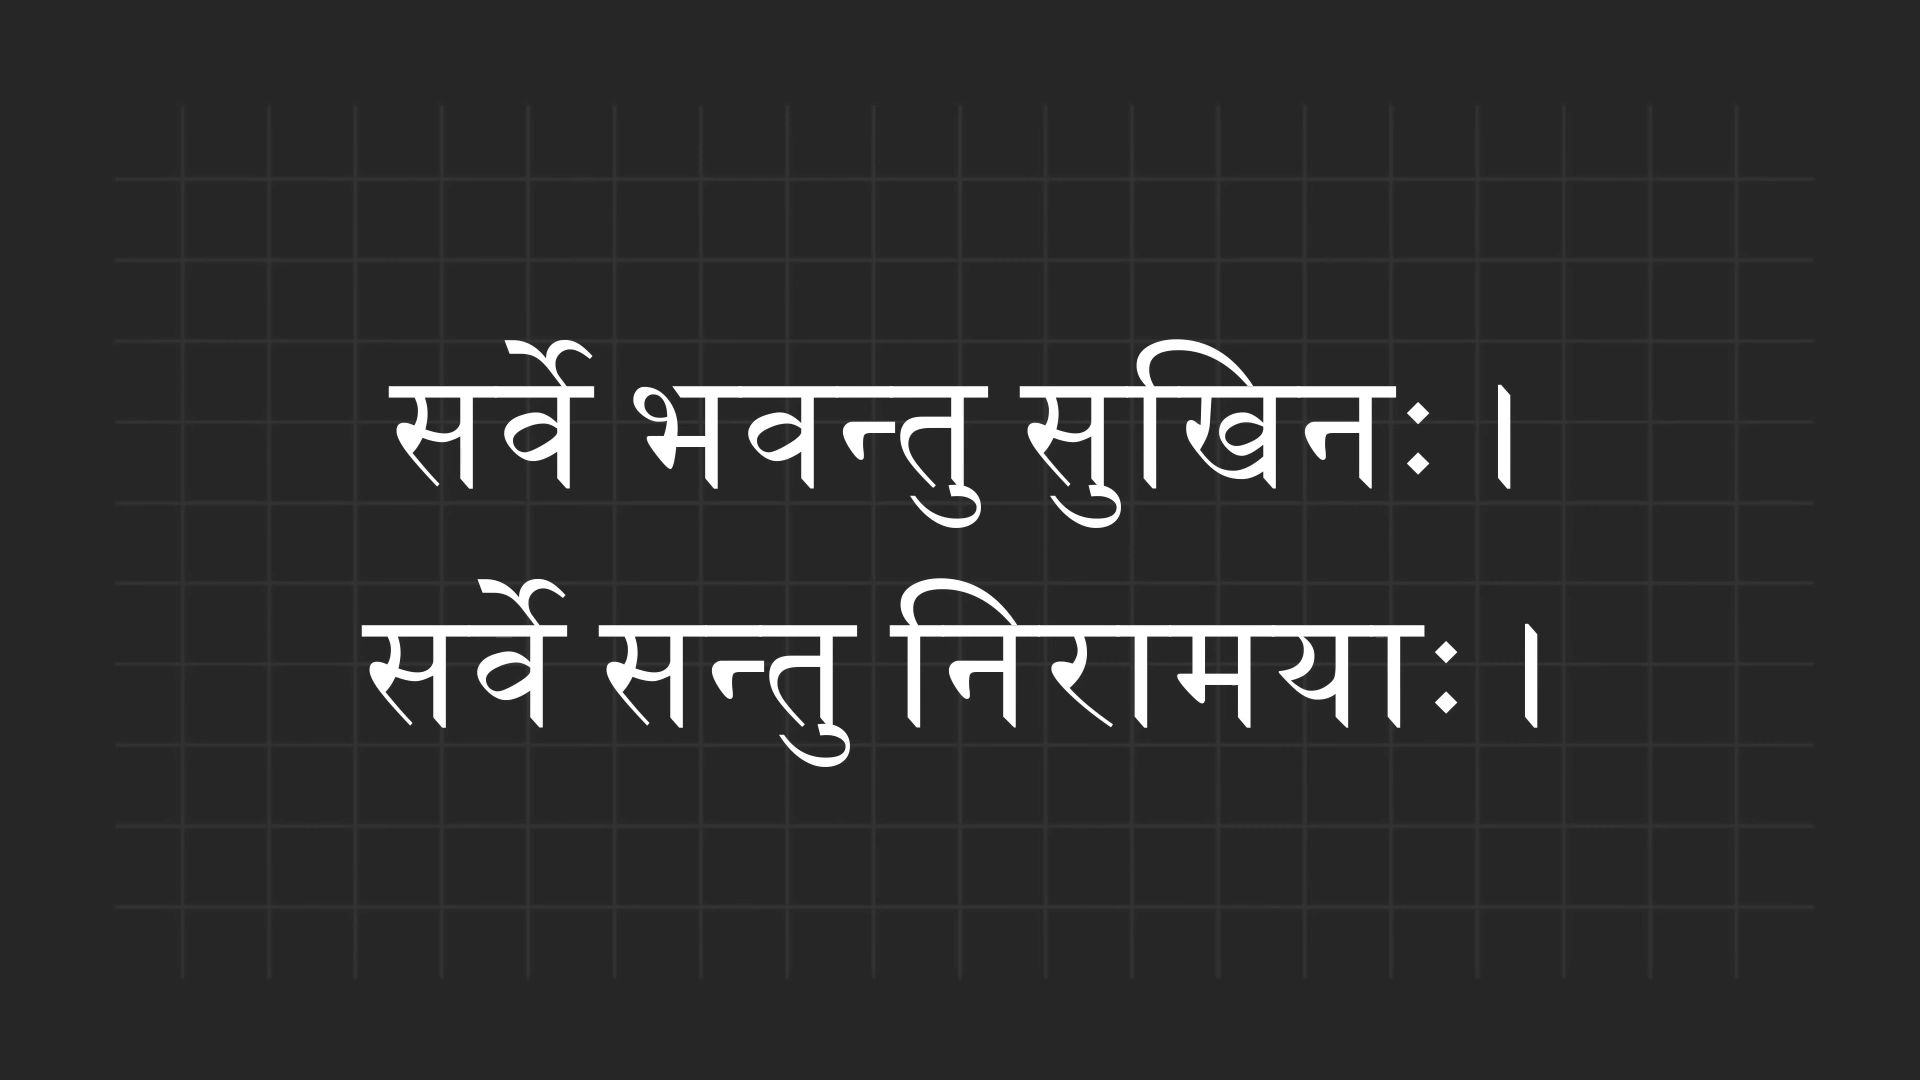 सर्वे भवन्तु सुखिनः ।
सर्वे सन्तु निरामयाः ।